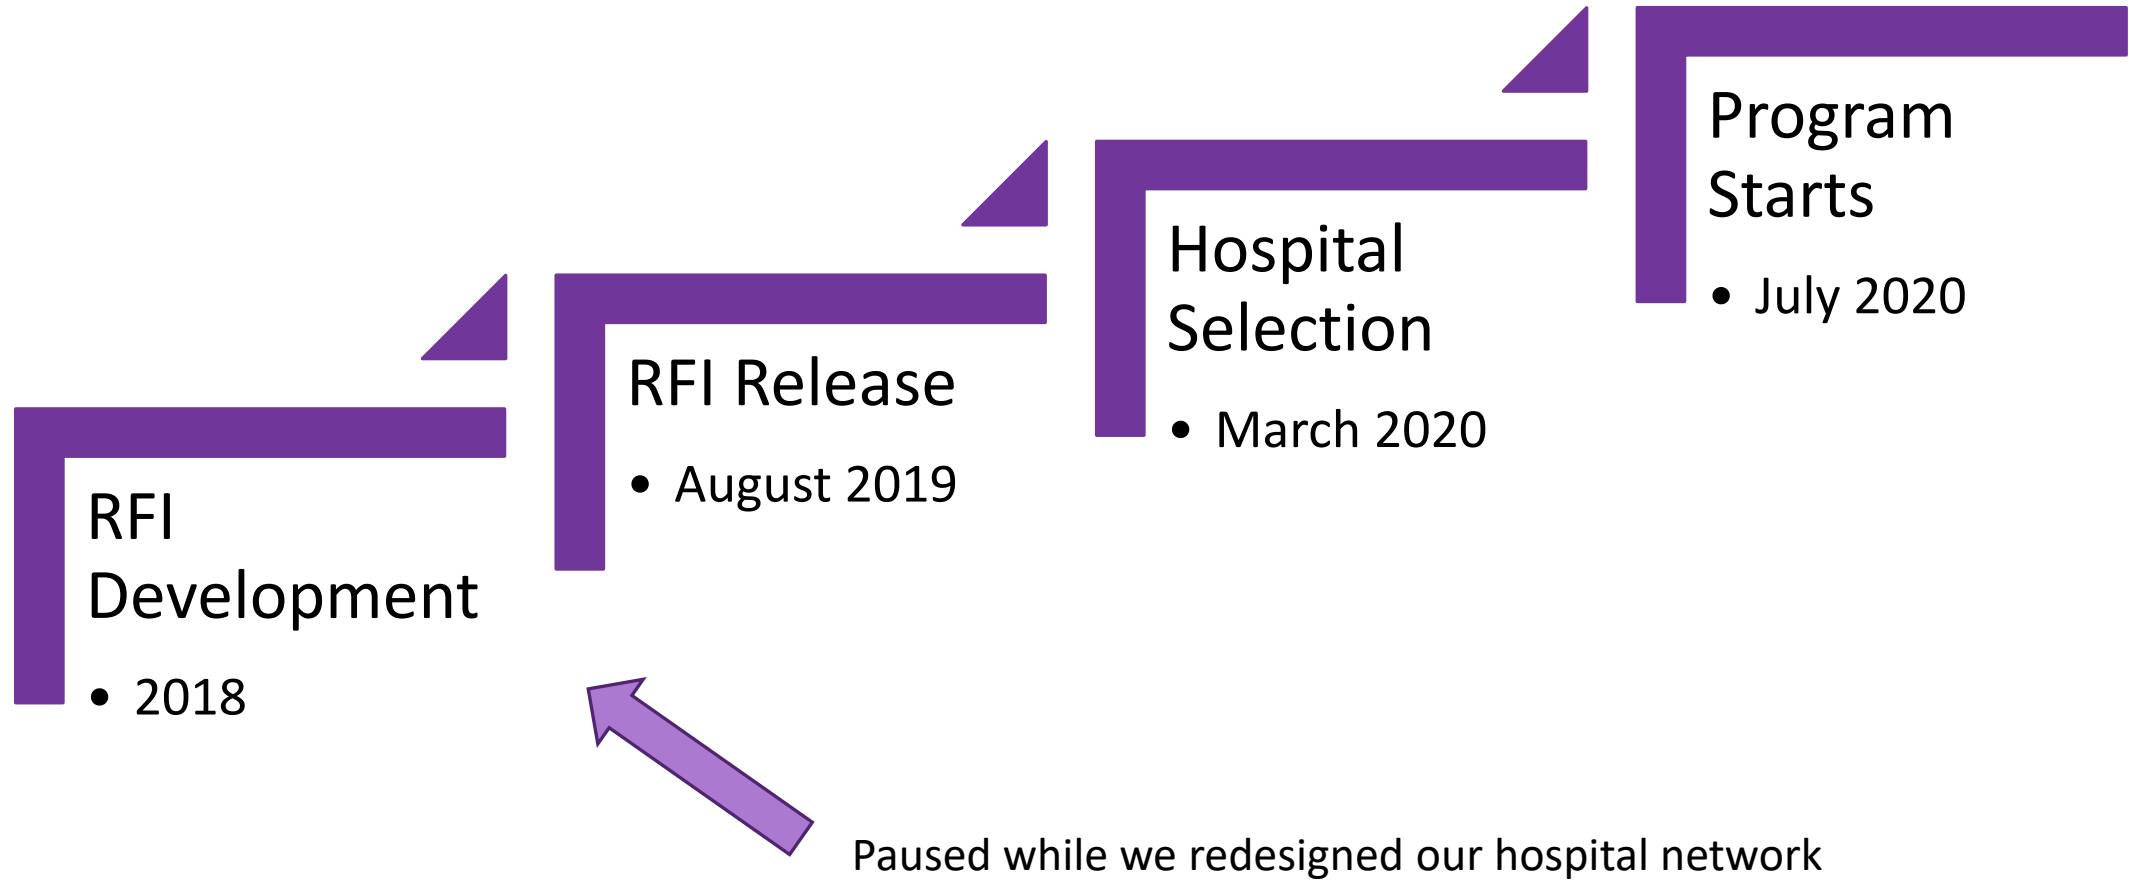 RFI
Development
• 2018
RFI Release
• August 2019
Hospital
Selection
• March 2020
Program
Starts
• July 2020
Paused while we redesigned our hospital network